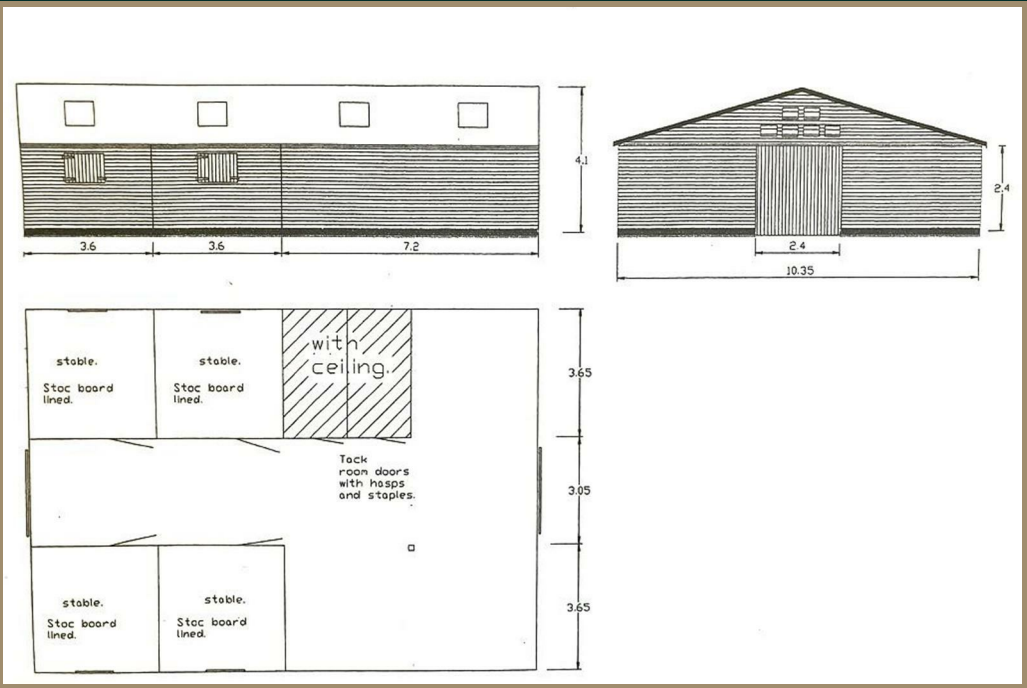 4.1
2.4
3.6
3.6
7.2
2.4
10.35
with
ceiling.
stable.
Stoc board
lined.
stable.
Stoc board
lined.
3.65
Tack
room doors
with hasps
and staples.
3.05
stable.
Stoc board
lined.
stable.
Stoc board
lined.
3.65